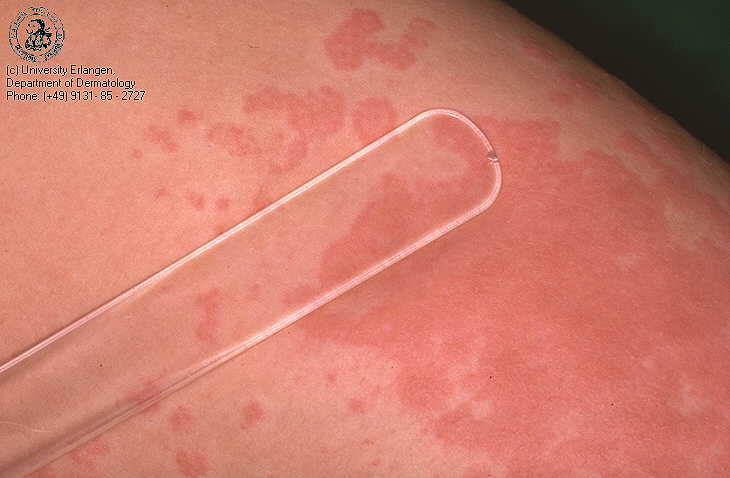 (c) University Erlangen,
Department of Dermatology
Phone: (+49) 9131- 85 - 2727